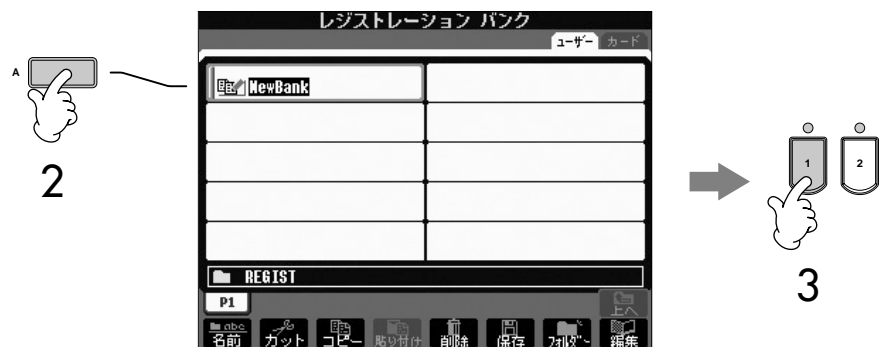 レジストレーション バンク
ユーザー カード
A
NewBank
2
1 2
3
REGIST
P1
上へ
abc
名前 カット コピー 貼り付け 削除 保存 フォルダー 編集